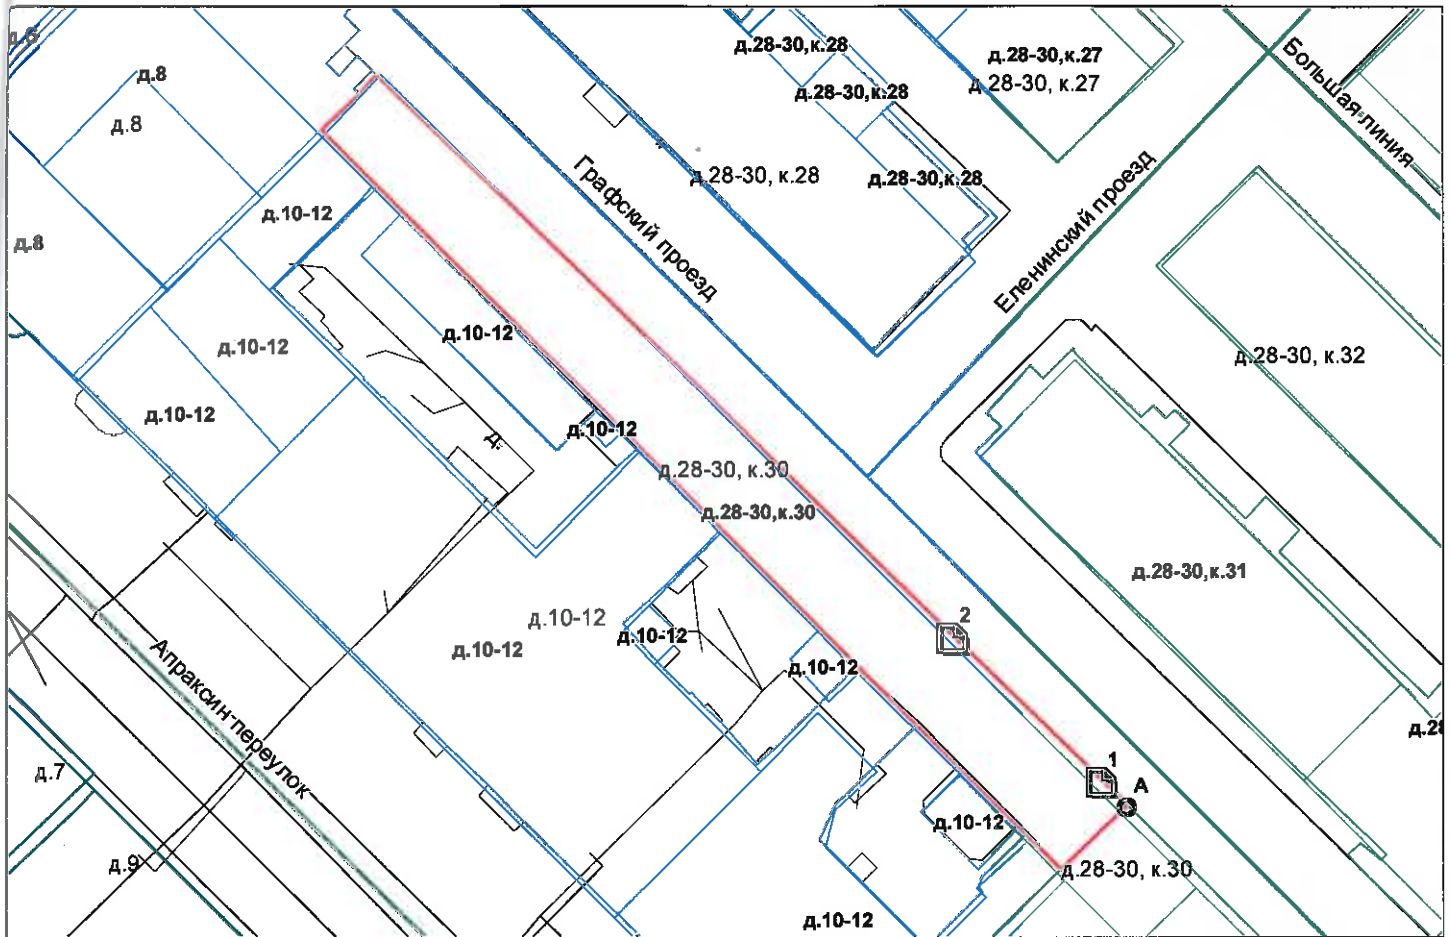 д.6
д.8
д.8
д.8
д.28-30,к.28
д.28-30,к.28
д.28-30, к.28
д.28-30,к.28
д.28-30,к.27
д.28-30, к.27
Большая линия
Графский проезд
Еленинский проезд
д.10-12
д.10-12
д.10-12
д.10-12
д.10-12
д.
д.28-30, к.30
д.28-30,к.30
д.28-30, к.32
д.28-30,к.31
д.10-12
д.10-12
д.10-12
д.10-12
2
Апраксин переулок
д.7
д.9
1
А
д.10-12
д.28-30, к.30
д.10-12
д.28